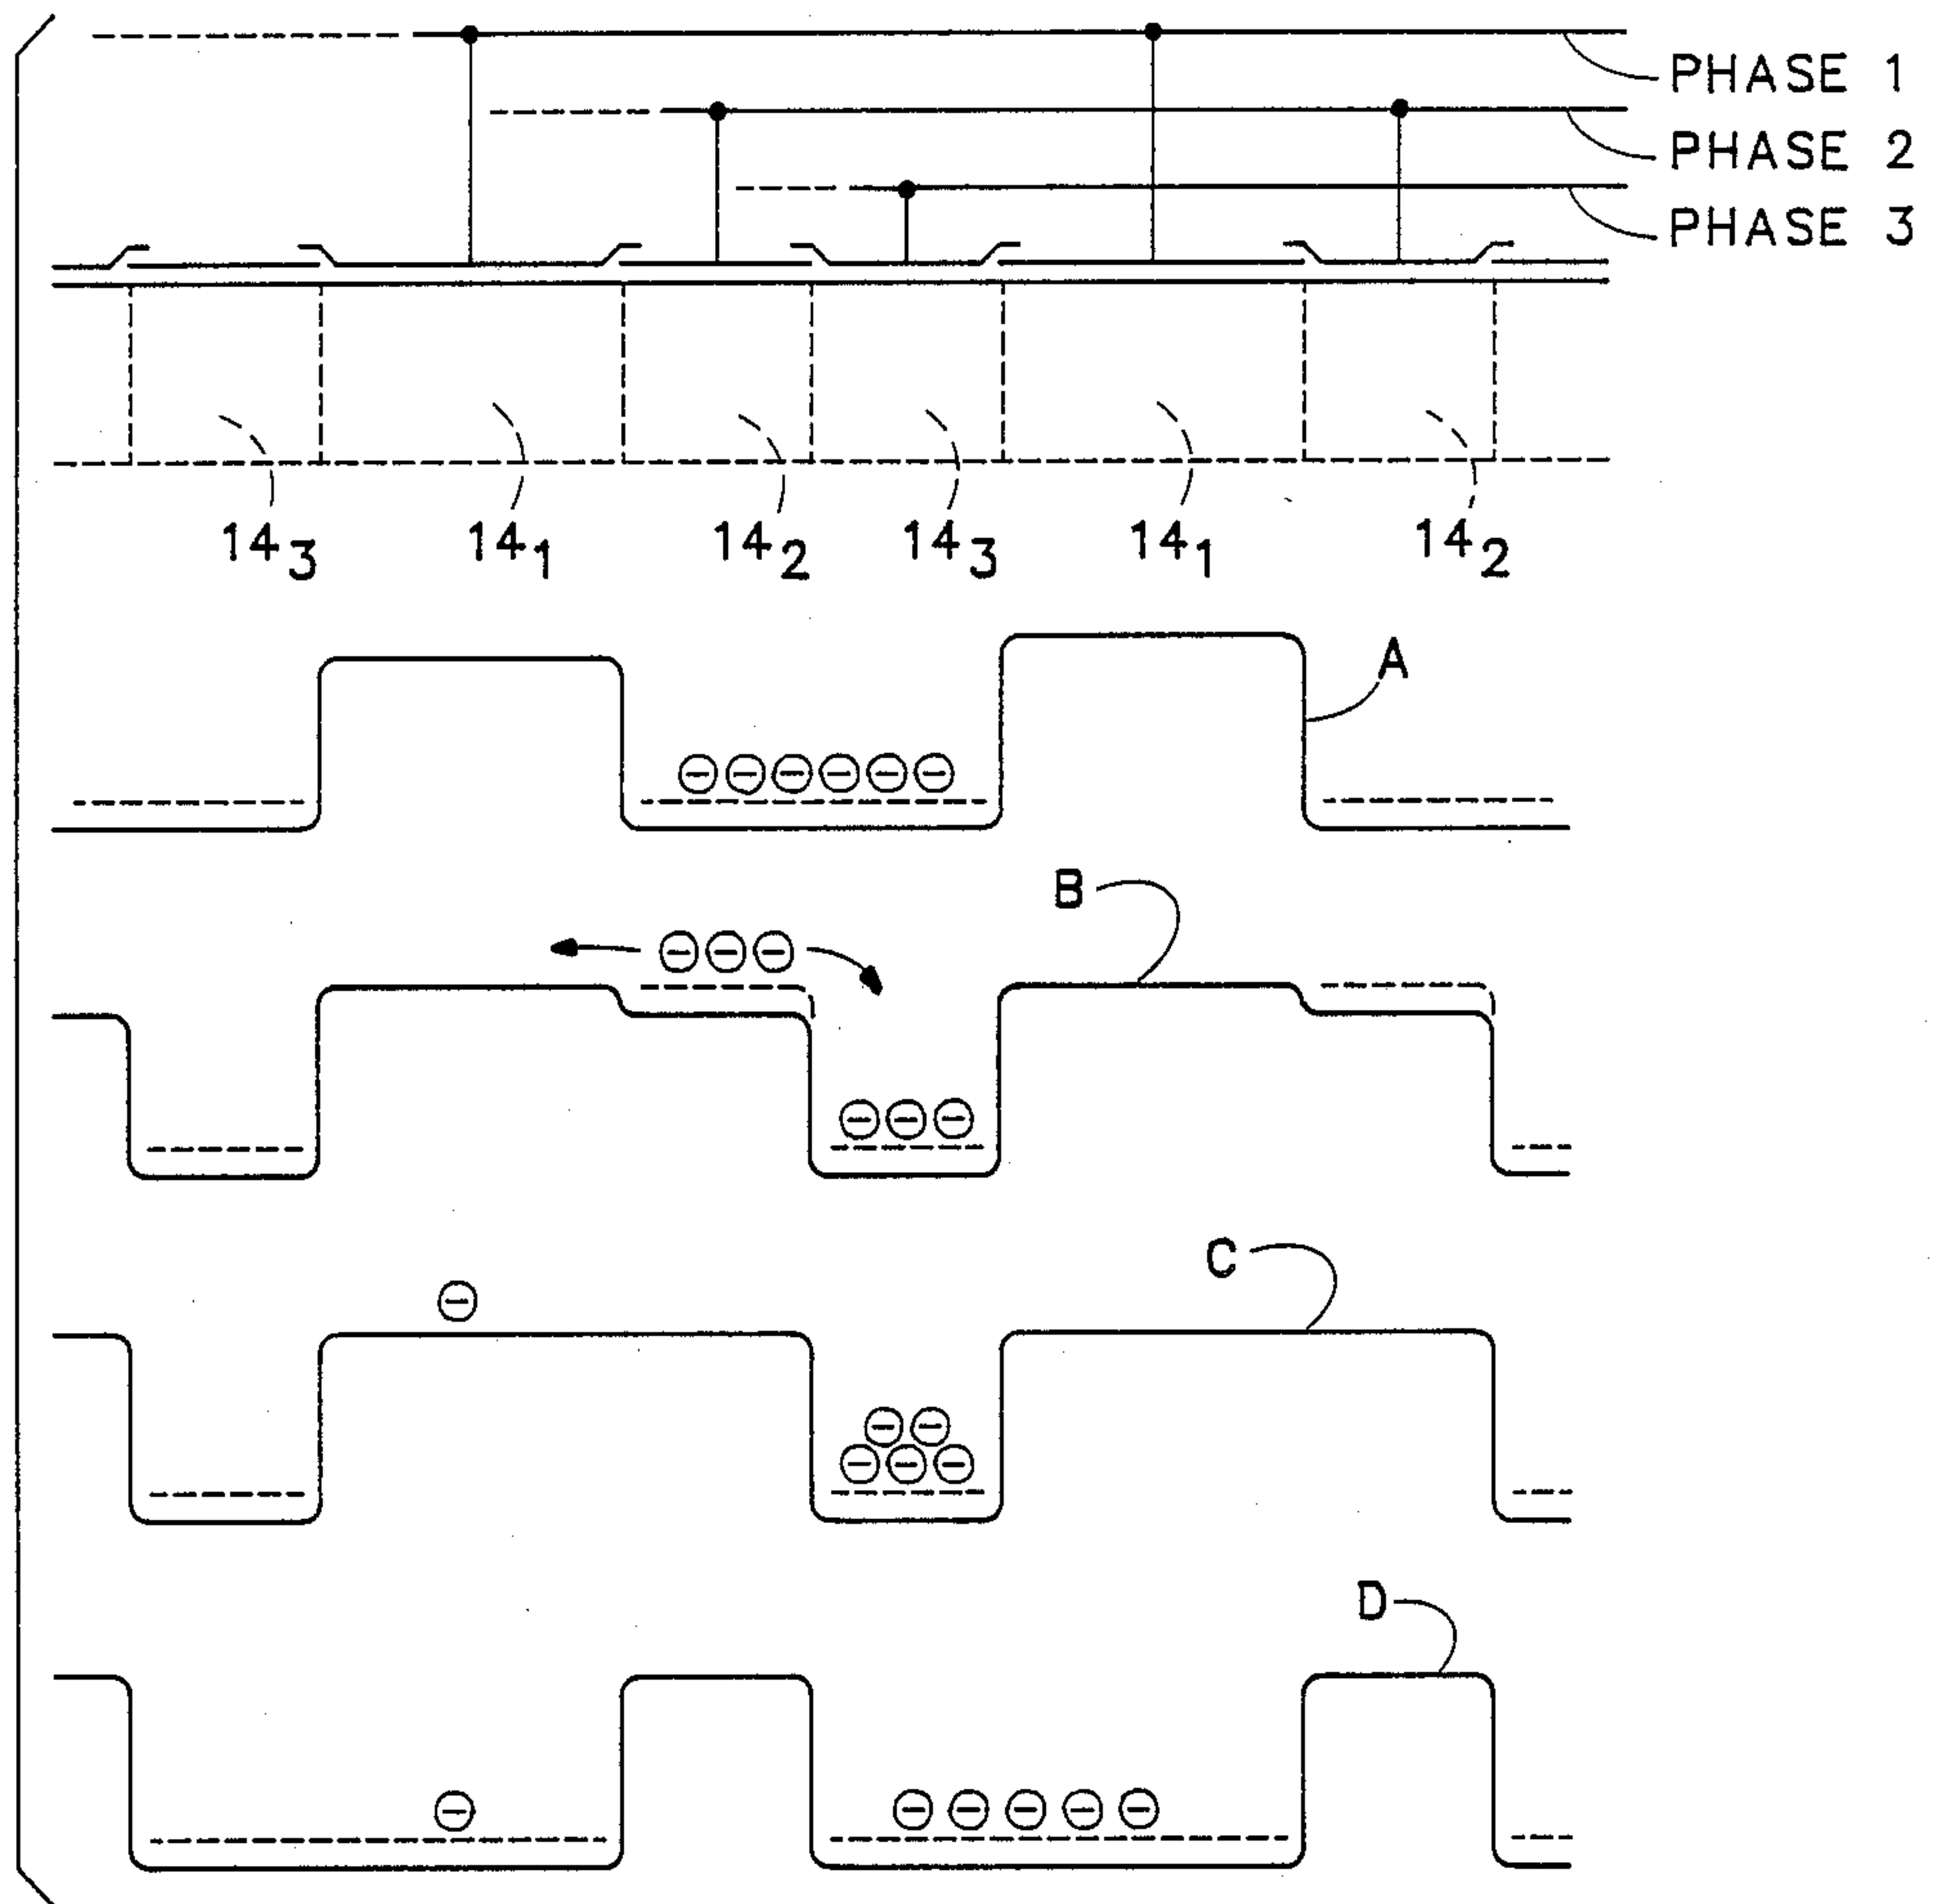 PHASE 1
PHASE 2
PHASE 3
14₃ 14₁ 14₂ 14₃ 14₁ 14₂
A
B
C
D